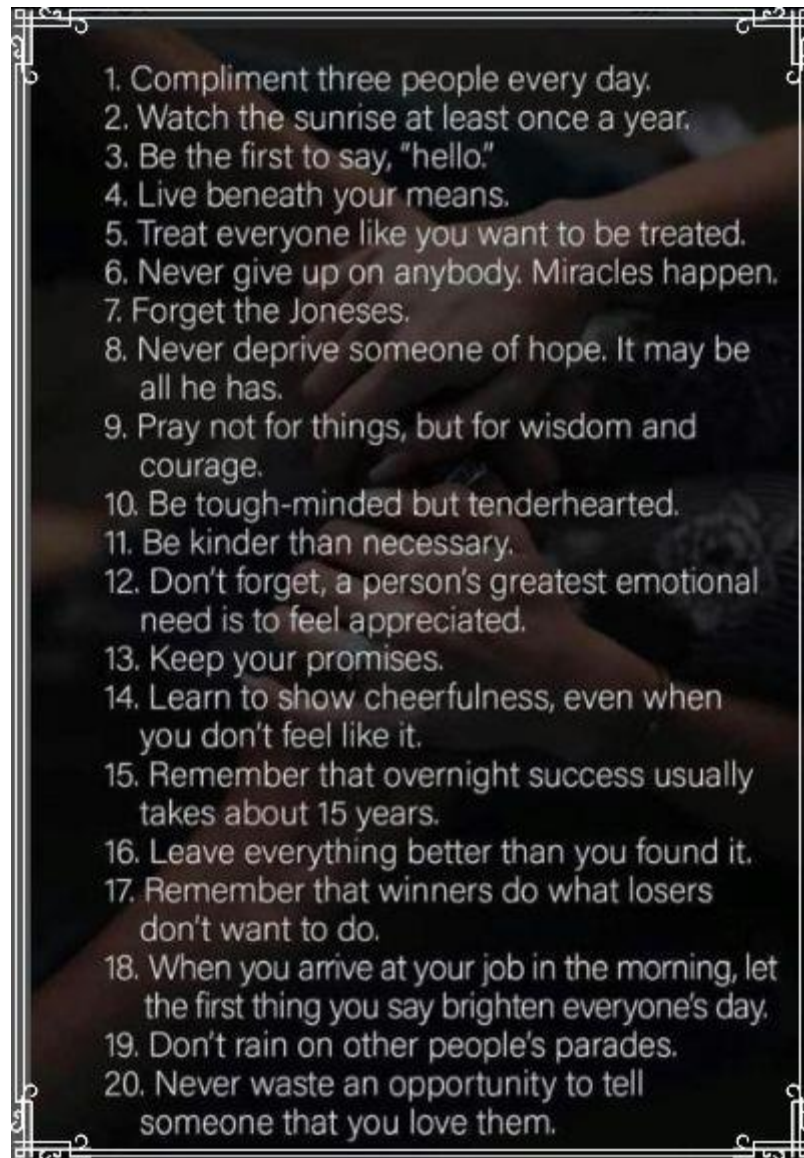 1. Compliment three people every day.
2. Watch the sunrise at least once a year.
3. Be the first to say, "hello."
4. Live beneath your means.
5. Treat everyone like you want to be treated.
6. Never give up on anybody. Miracles happen.
7. Forget the Joneses.
8. Never deprive someone of hope. It may be
all he has.
9. Pray not for things, but for wisdom and
courage.
10. Be tough-minded but tenderhearted.
11. Be kinder than necessary.
12. Don't forget, a person's greatest emotional
need is to feel appreciated.
13. Keep your promises.
14. Learn to show cheerfulness, even when
you don't feel like it.
15. Remember that overnight success usually
takes about 15 years.
16. Leave everything better than you found it.
17. Remember that winners do what losers
don't want to do.
18. When you arrive at your job in the morning, let
the first thing you say brighten everyone's day.
19. Don't rain on other people's parades.
20. Never waste an opportunity to tell
someone that you love them.